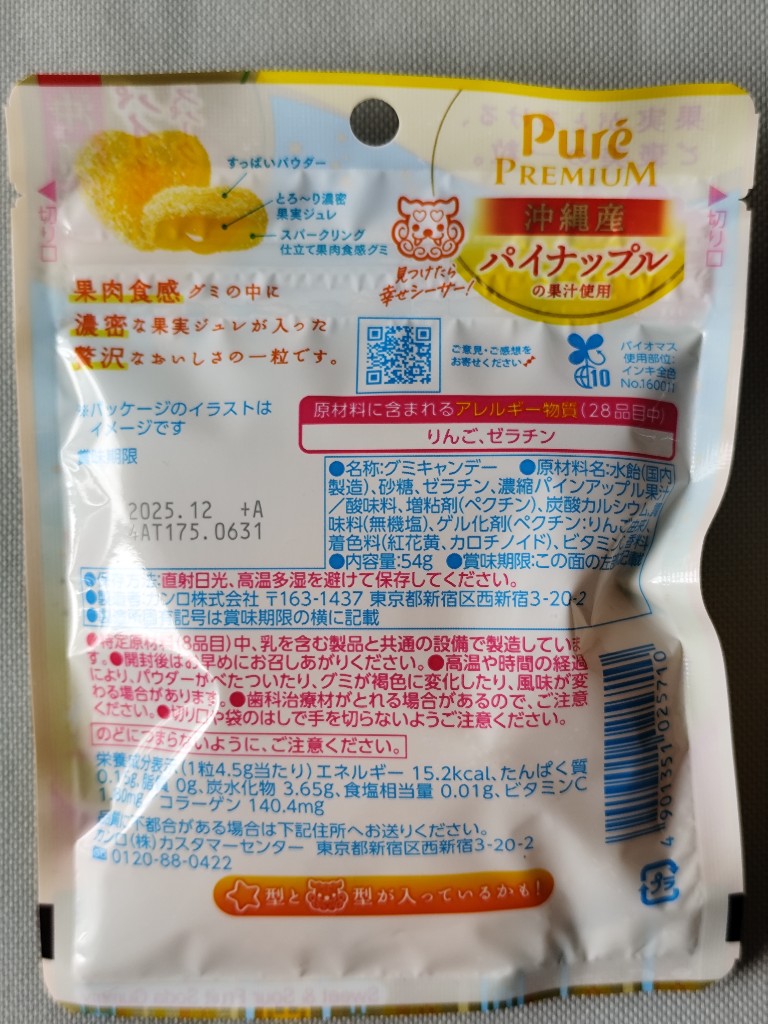 Puré
PREMIUM
沖縄産
パイナップル
の果汁使用
切り口
切り口
すっぱいパウダー
とろ～り濃密
果実ジュレ
スパークリング
仕立て果肉食感グミ
見つけたら
幸せシーサー!
果肉食感グミの中に
濃密な果実ジュレが入った
贅沢なおいしさの一粒です。
ご意見・ご感想を
お寄せください
10
バイオマス
使用部位:
インキ全色
※パッケージのイラストは
イメージです
賞味期限
2025.12 +A
4AT175.0631
原材料に含まれるアレルギー物質(28品目中)
りんご、ゼラチン
●名称:グミキャンデー ●原材料名:水飴(国内
製造)、砂糖、ゼラチン、濃縮パインアップル果汁
/酸味料、増粘剤(ペクチン)、炭酸カルシウム、
味料(無機塩)、ゲル化剤(ペクチン:りんご由来)、
着色料(紅花黄、カロチノイド)、ビタミン
●内容量:54g ●賞味期限:この面の左
直射日光、高温多湿を避けて保存してください。
カンロ株式会社 〒163-1437 東京都新宿区西新宿3-20-2
記号は賞味期限の横に記載
●特定原材料(8品目)中、乳を含む製品と共通の設備で製造していま
す。●開封後はお早めにお召しあがりください。●高温や時間の経過
により、パウダーがべたついたり、グミが褐色に変化したり、風味が変
わる場合があります。●歯科治療材がとれる場合があるので、ご注意
ください。●切り口や袋のはしで手を切らないようご注意ください。
のどにつまらないように、ご注意ください。
栄養成分表示(1粒4.5g当たり)エネルギー 15.2kcal、たんぱく質
0g、炭水化物 3.65g、食塩相当量 0.01g、ビタミンC
コラーゲン 140.4mg
不都合がある場合は下記住所へお送りください。
カンロ(株)カスタマーセンター 東京都新宿区西新宿3-20-2
0120-88-0422
4 901351 025710
プラ
型と型が入っているかも!